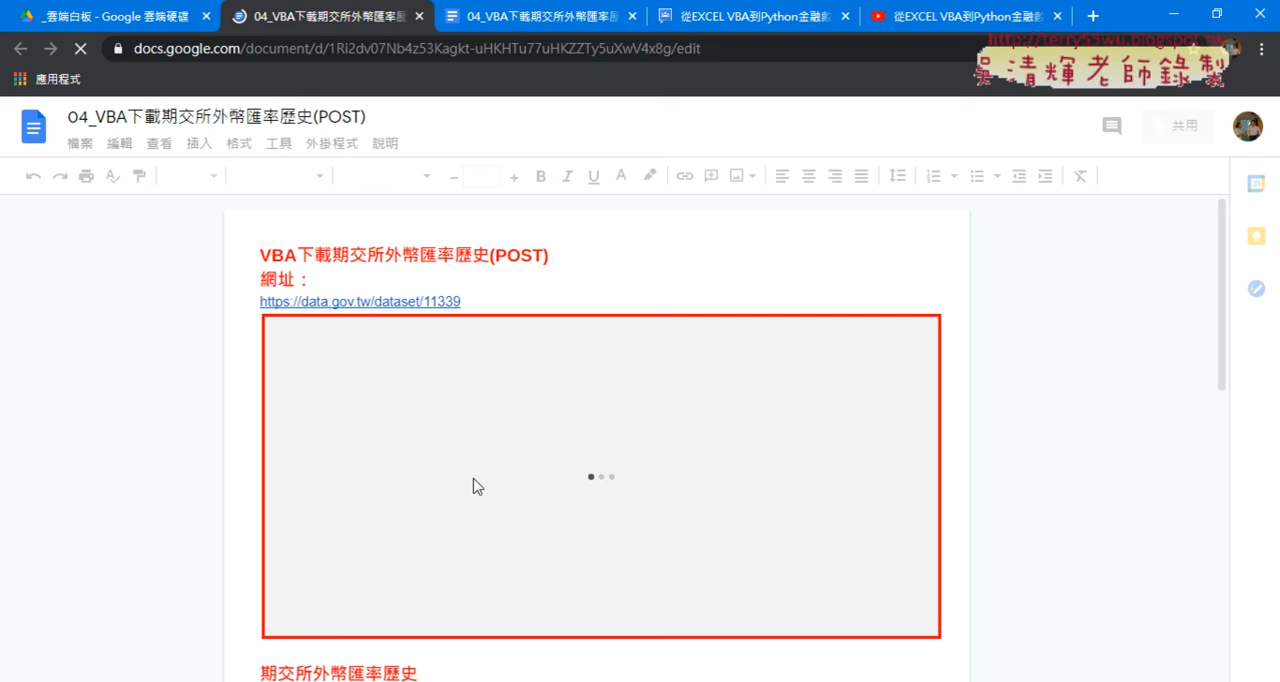 _雲端白板 - Google 雲端硬碟
04_VBA下載期交所外幣匯率歷
04_VBA下載期交所外幣匯率歷
從EXCEL VBA到Python金融
從EXCEL VBA到Python金融
docs.google.com/document/d/1Ri2dv07Nb4z53Kagkt-uHKHTu77uHKZZTy5uXwV4x8g/edit
http://terry55wu.blogspot.tw
吳清輝老師錄製
應用程式
04_VBA下載期交所外幣匯率歷史(POST)
檔案 編輯 查看 插入 格式 工具 外掛程式 說明
共用
VBA下載期交所外幣匯率歷史(POST)
網址：
https://data.gov.tw/dataset/11339
期交所外幣匯率歷史